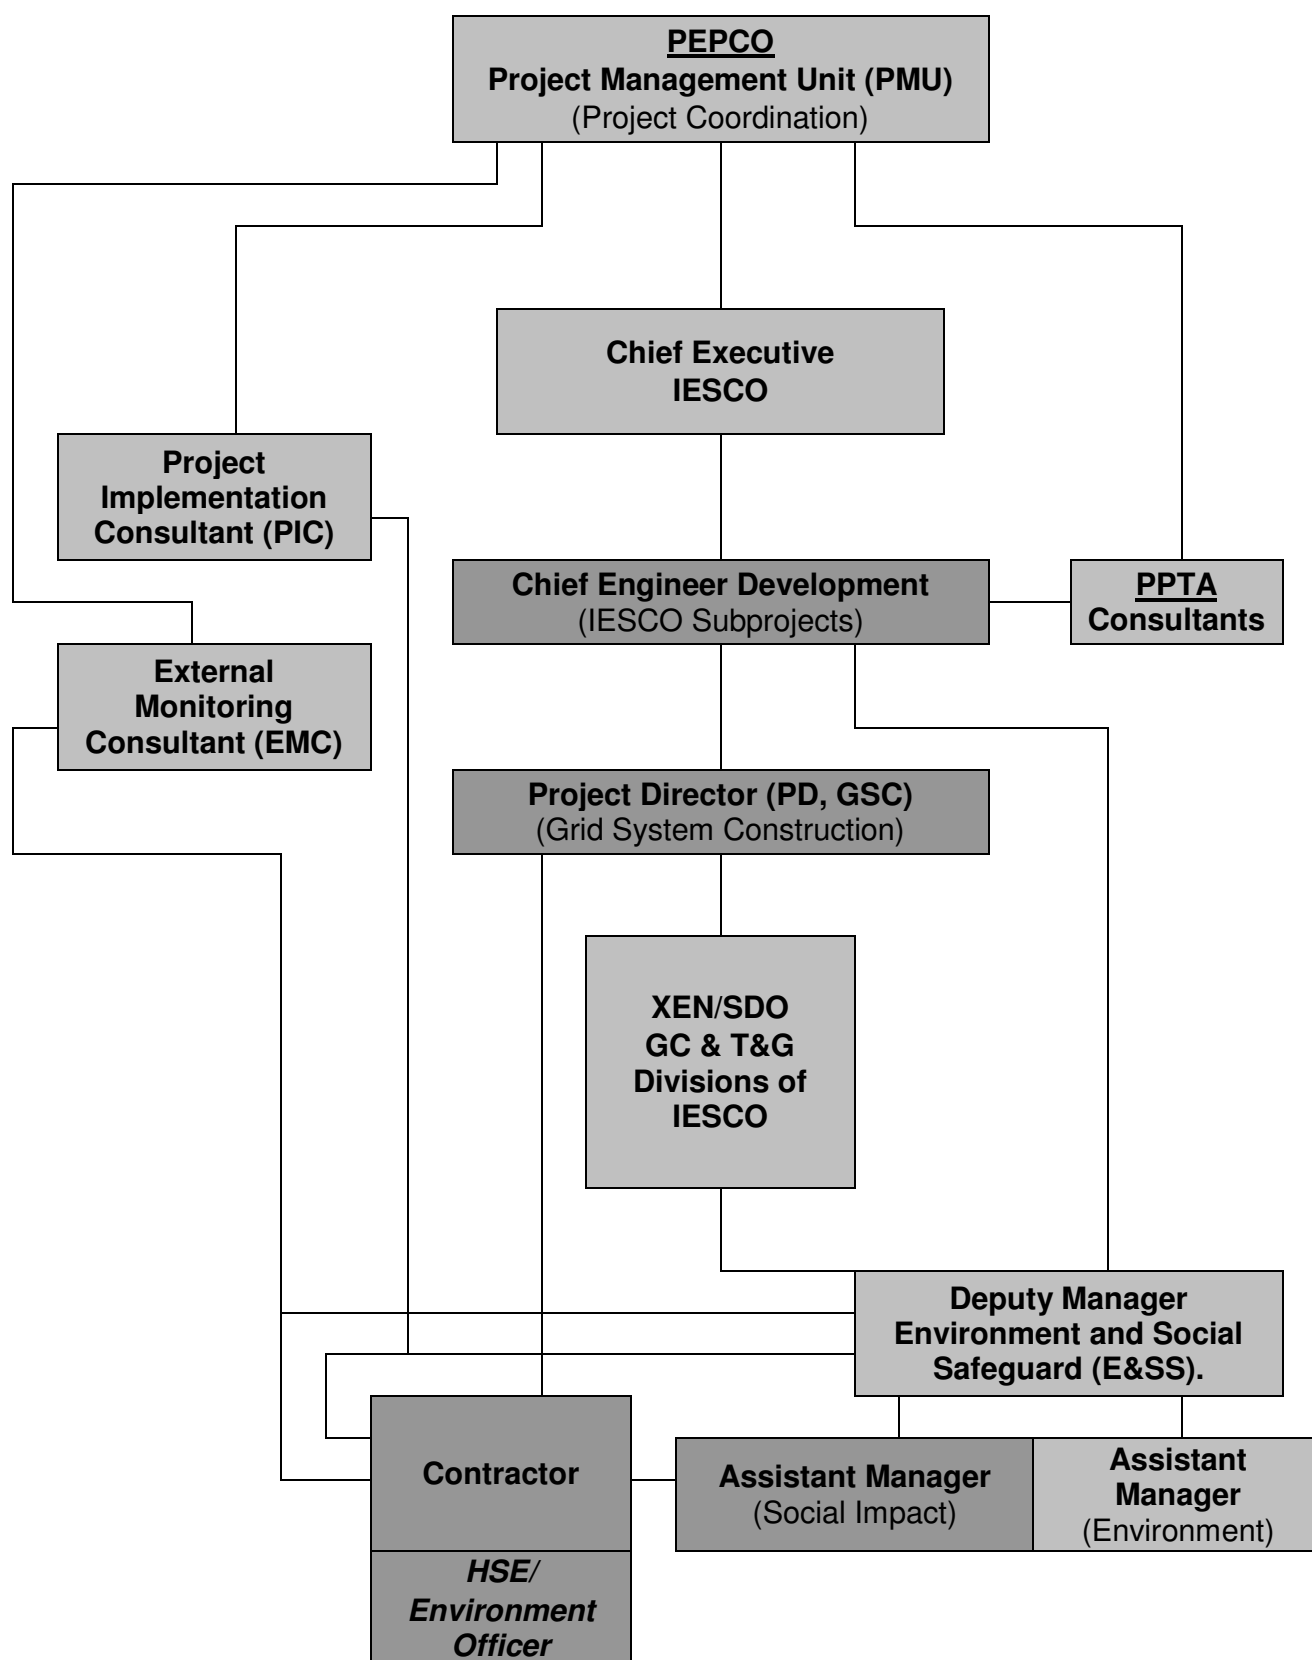 PEPCO
Project Management Unit (PMU)
(Project Coordination)
Chief Executive
IESCO
Project
Implementation
Consultant (PIC)
Chief Engineer Development
(IESCO Subprojects)
PPTA
Consultants
External
Monitoring
Consultant (EMC)
Project Director (PD, GSC)
(Grid System Construction)
XEN/SDO
GC & T&G
Divisions of
IESCO
Deputy Manager
Environment and Social
Safeguard (E&SS).
Contractor
Assistant Manager
(Social Impact)
Assistant
Manager
(Environment)
HSE/
Environment
Officer